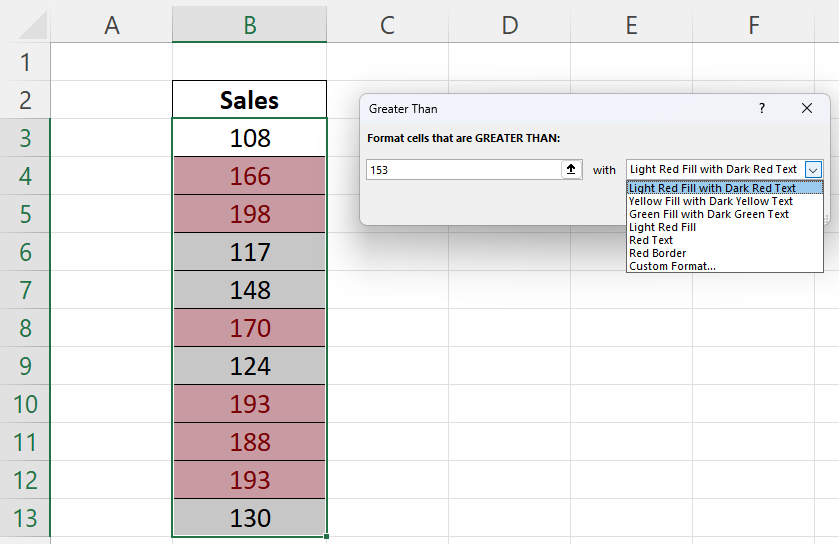 A B C D E F
1
2 Sales
3 108
4 166
5 198
6 117
7 148
8 170
9 124
10 193
11 188
12 193
13 130
Greater Than ?
Format cells that are GREATER THAN:
153 with Light Red Fill with Dark Red Text
Light Red Fill with Dark Red Text
Yellow Fill with Dark Yellow Text
Green Fill with Dark Green Text
Light Red Fill
Red Text
Red Border
Custom Format...